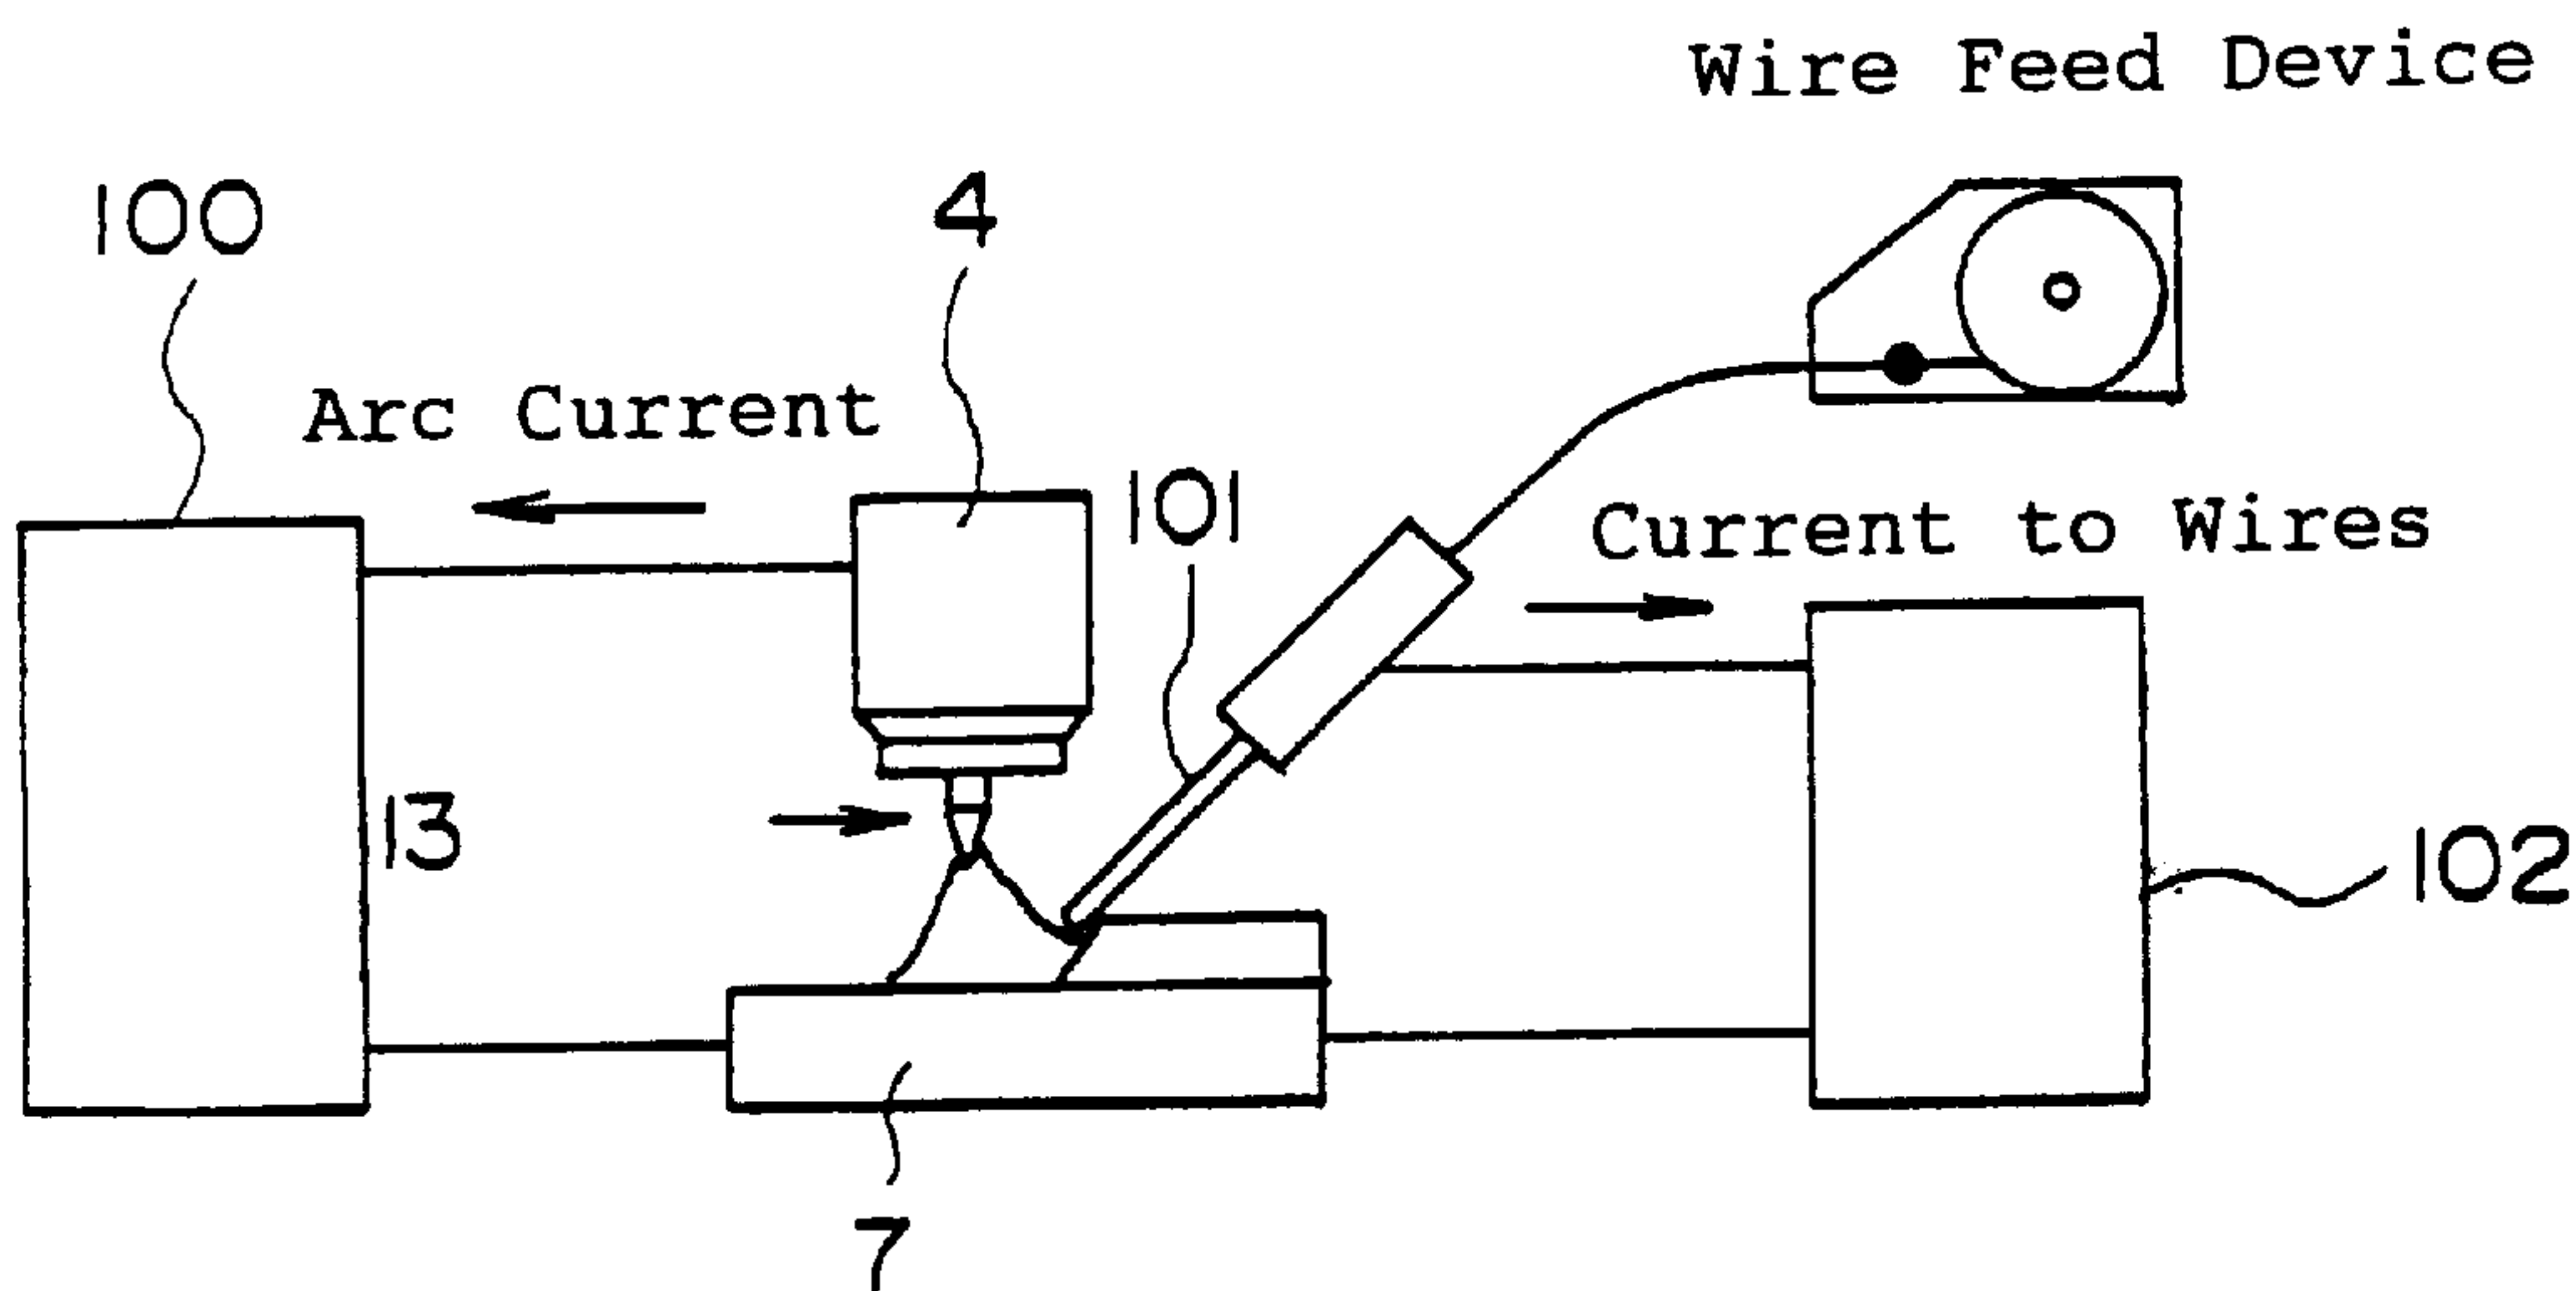 Wire Feed Device
100
4
Arc Current
101
Current to Wires
13
102
7